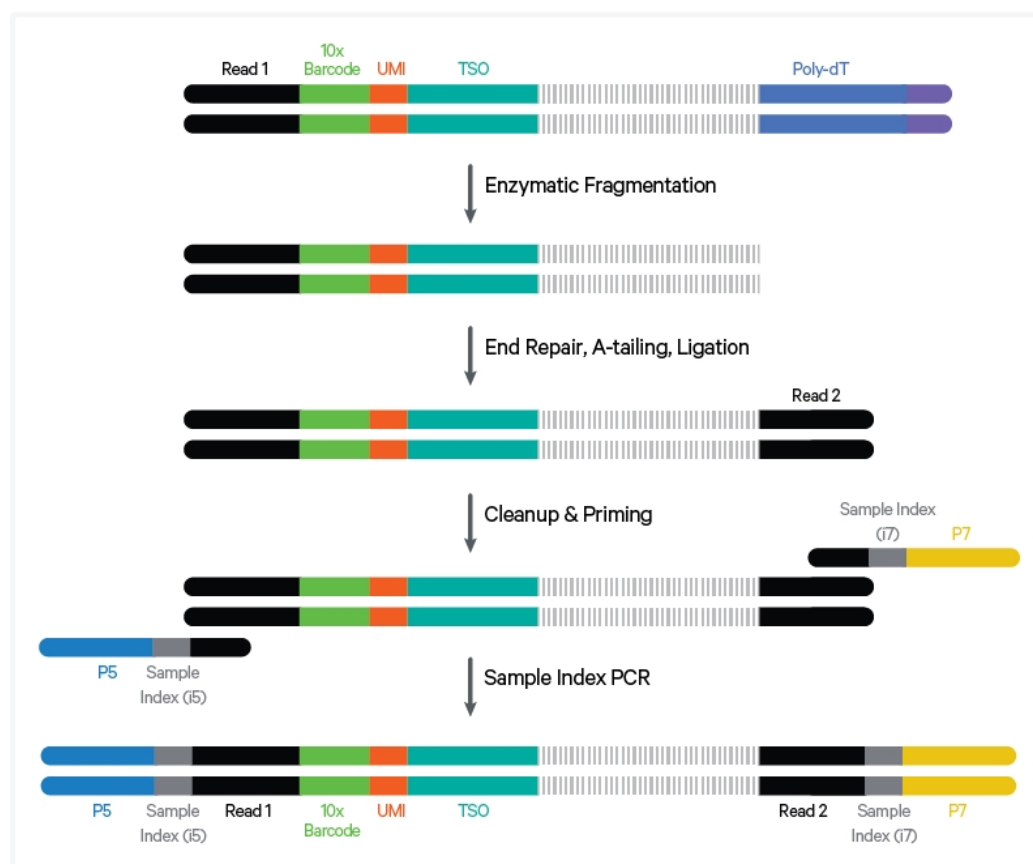 10x
Read 1 Barcode UMI TSO Poly-dT
Enzymatic Fragmentation
End Repair, A-tailing, Ligation
Read 2
Cleanup & Priming
Sample Index
(i7) P7
P5 Sample
Index (i5)
Sample Index PCR
P5 Sample Read 1 10x UMI TSO Read 2 Sample P7
Index (i5) Barcode Index (i7)